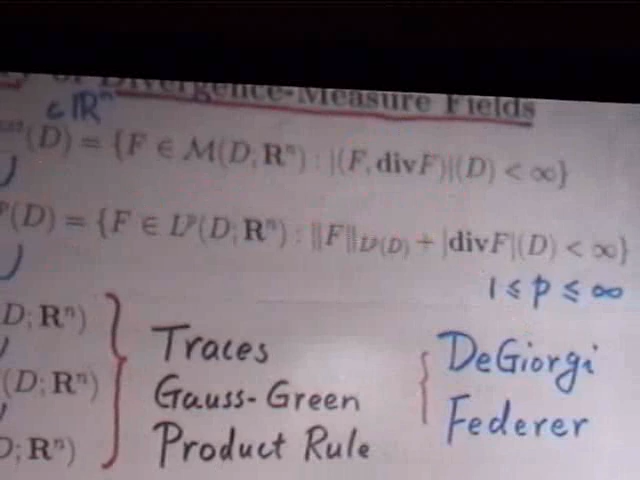 of Divergence-Measure Fields
⊂ ℝⁿ
(D) = {F ∈ M(D; Rⁿ) : |(F, divF)|(D) < ∞}
(D) = {F ∈ Lᵖ(D; Rⁿ) : ‖F‖_{Lᵖ(D)} + |divF|(D) < ∞}
1 ≤ p ≤ ∞
D; Rⁿ)
(D; Rⁿ)
D; Rⁿ)
Traces
Gauss-Green
Product Rule
DeGiorgi
Federer